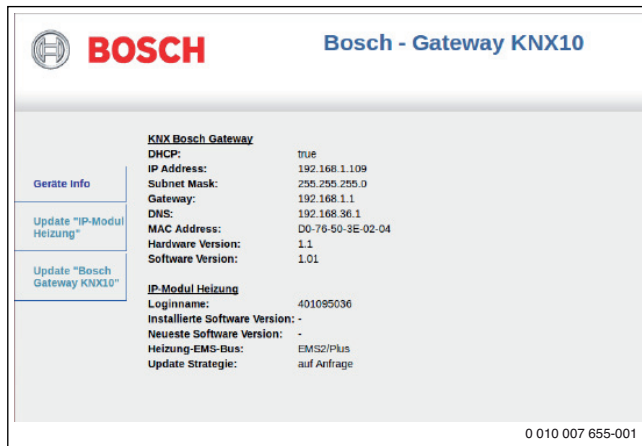 BOSCH
Bosch - Gateway KNX10
Geräte Info
Update "IP-Modul
Heizung"
Update "Bosch
Gateway KNX10"
KNX Bosch Gateway
DHCP: true
IP Address: 192.168.1.109
Subnet Mask: 255.255.255.0
Gateway: 192.168.1.1
DNS: 192.168.36.1
MAC Address: D0-76-50-3E-02-04
Hardware Version: 1.1
Software Version: 1.01
IP-Modul Heizung
Loginname: 401095036
Installierte Software Version: -
Neueste Software Version: -
Heizung-EMS-Bus: EMS2/Plus
Update Strategie: auf Anfrage
0 010 007 655-001